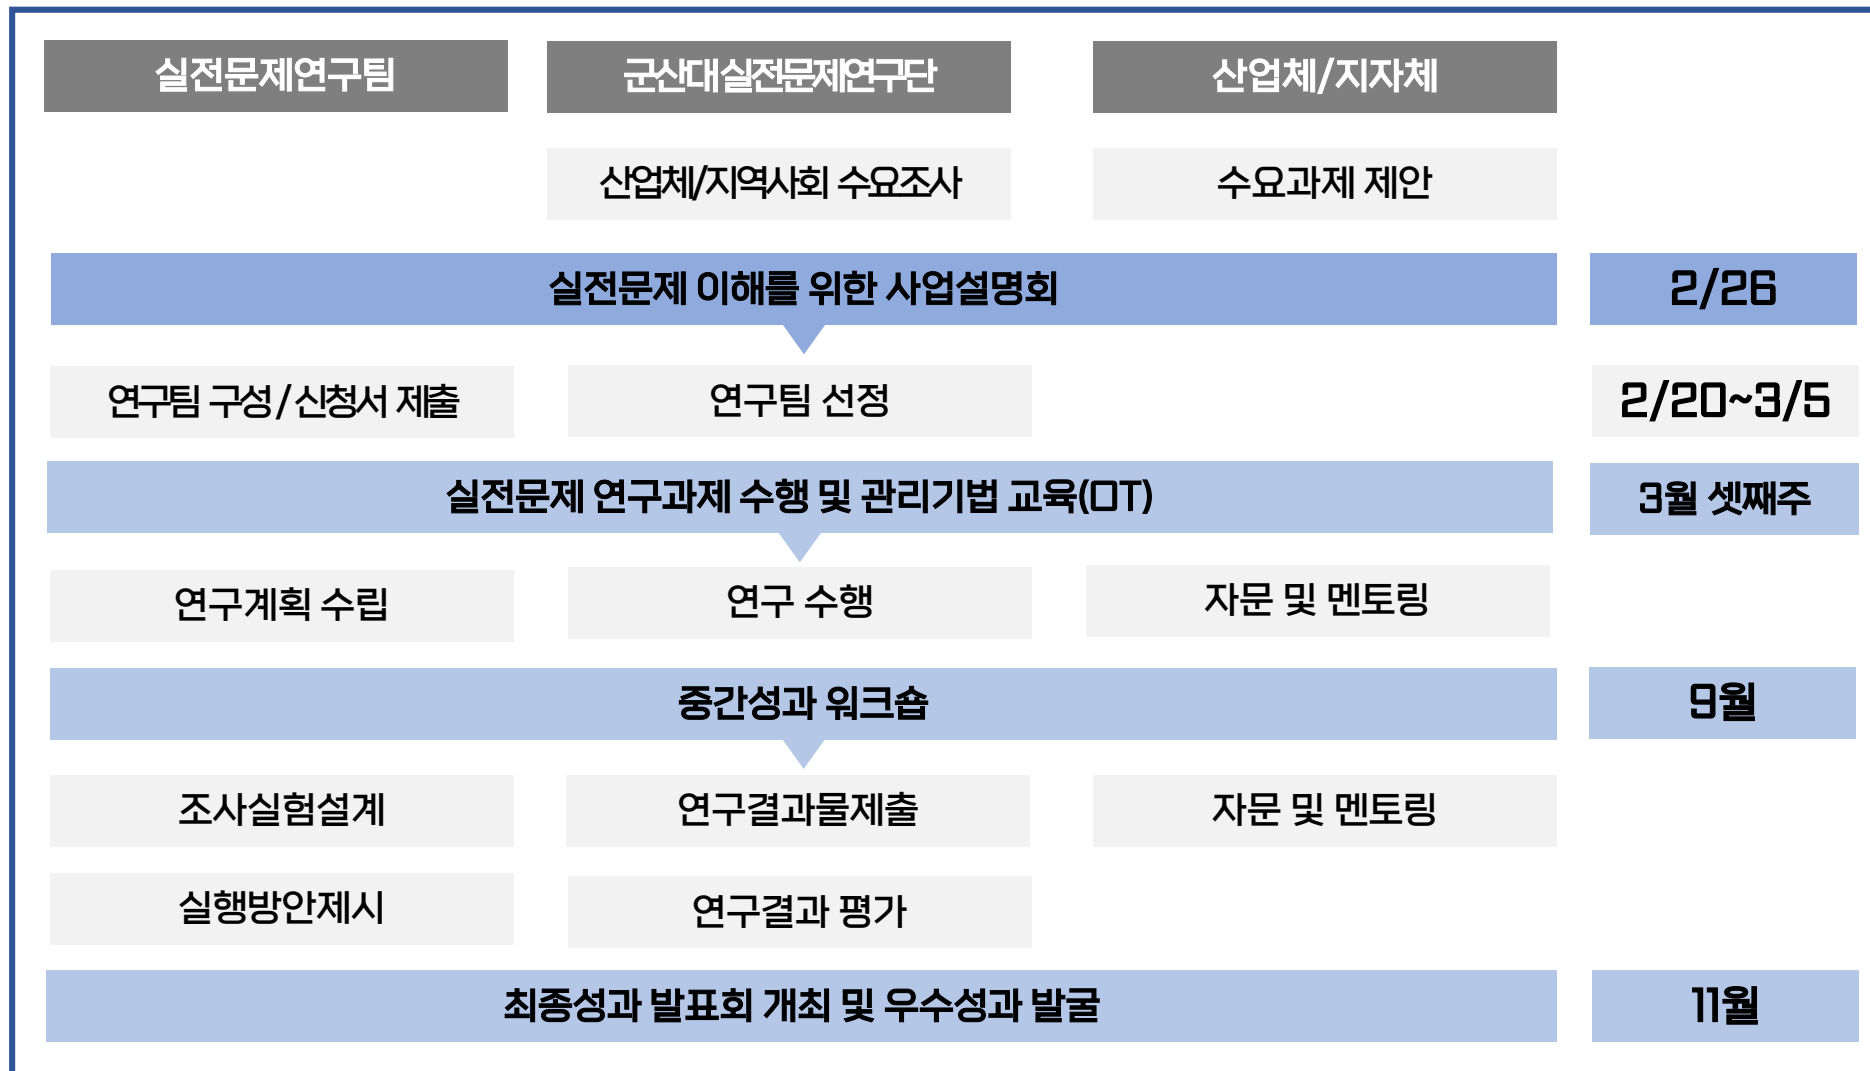 실전문제연구팀
군산대실전문제연구단
산업체/지자체
산업체/지역사회 수요조사
수요과제 제안
실전문제 이해를 위한 사업설명회
2/26
연구팀 구성/신청서 제출
연구팀 선정
2/20~3/5
실전문제 연구과제 수행 및 관리기법 교육(OT)
3월 셋째주
연구계획 수립
연구 수행
자문 및 멘토링
중간성과 워크숍
9월
조사실험설계
연구결과물제출
자문 및 멘토링
실행방안제시
연구결과 평가
최종성과 발표회 개최 및 우수성과 발굴
11월